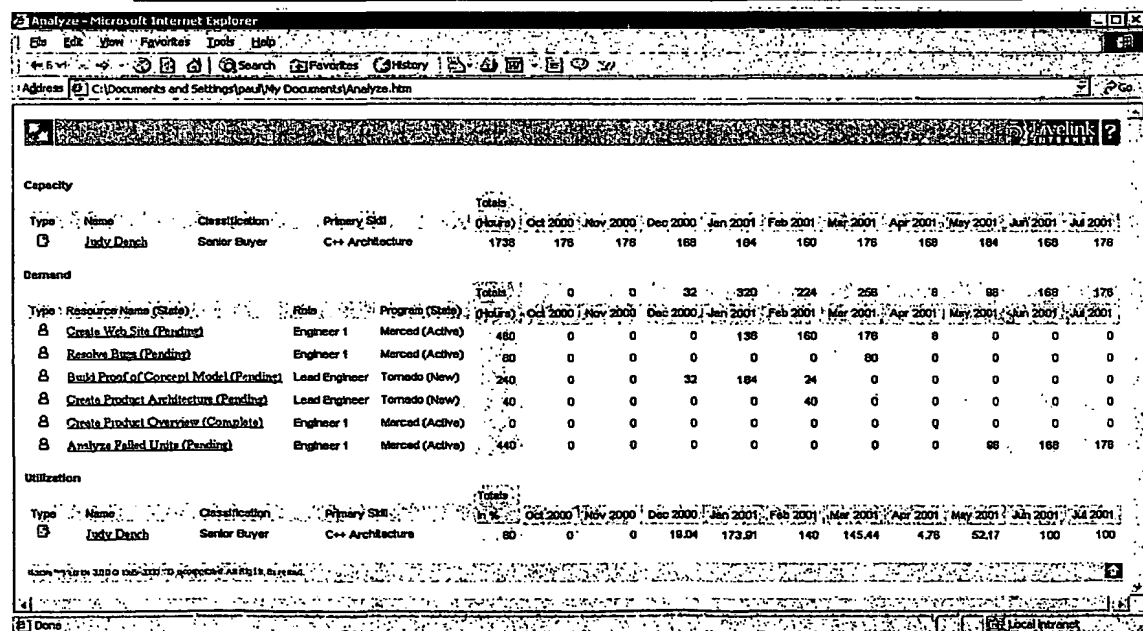 Analyze - Microsoft Internet Explorer
File Edit View Favorites Tools Help
Search Favorites History
Address C:\Documents and Settings\paul\My Documents\Analyze.htm Go
Livelink ?
INTRANET
Capacity
Totals
Type Name Classification Primary Skill (Hours) Oct 2000 Nov 2000 Dec 2000 Jan 2001 Feb 2001 Mar 2001 Apr 2001 May 2001 Jun 2001 Jul 2001
Judy Dench Senior Buyer C++ Architecture 1738 176 176 168 184 160 176 168 184 168 176
Demand
Totals 0 0 32 320 224 256 8 98 168 176
Type Resource Name (State) Role Program (State) (Hours) Oct 2000 Nov 2000 Dec 2000 Jan 2001 Feb 2001 Mar 2001 Apr 2001 May 2001 Jun 2001 Jul 2001
Create Web Site (Pending) Engineer 1 Merced (Active) 480 0 0 0 136 160 176 8 0 0 0
Resolve Bugs (Pending) Engineer 1 Merced (Active) 80 0 0 0 0 0 80 0 0 0 0
Build Proof of Concept Model (Pending) Lead Engineer Tornado (New) 240 0 0 32 184 24 0 0 0 0 0
Create Product Architecture (Pending) Lead Engineer Tornado (New) 40 0 0 0 0 40 0 0 0 0 0
Create Product Overview (Complete) Engineer 1 Merced (Active) 0 0 0 0 0 0 0 0 0 0 0
Analyze Failed Units (Pending) Engineer 1 Merced (Active) 440 0 0 0 0 0 0 0 98 168 176
Utilization
Totals
Type Name Classification Primary Skill in % Oct 2000 Nov 2000 Dec 2000 Jan 2001 Feb 2001 Mar 2001 Apr 2001 May 2001 Jun 2001 Jul 2001
Judy Dench Senior Buyer C++ Architecture 80 0 0 19.04 173.91 140 145.44 4.76 52.17 100 100
Done Local intranet